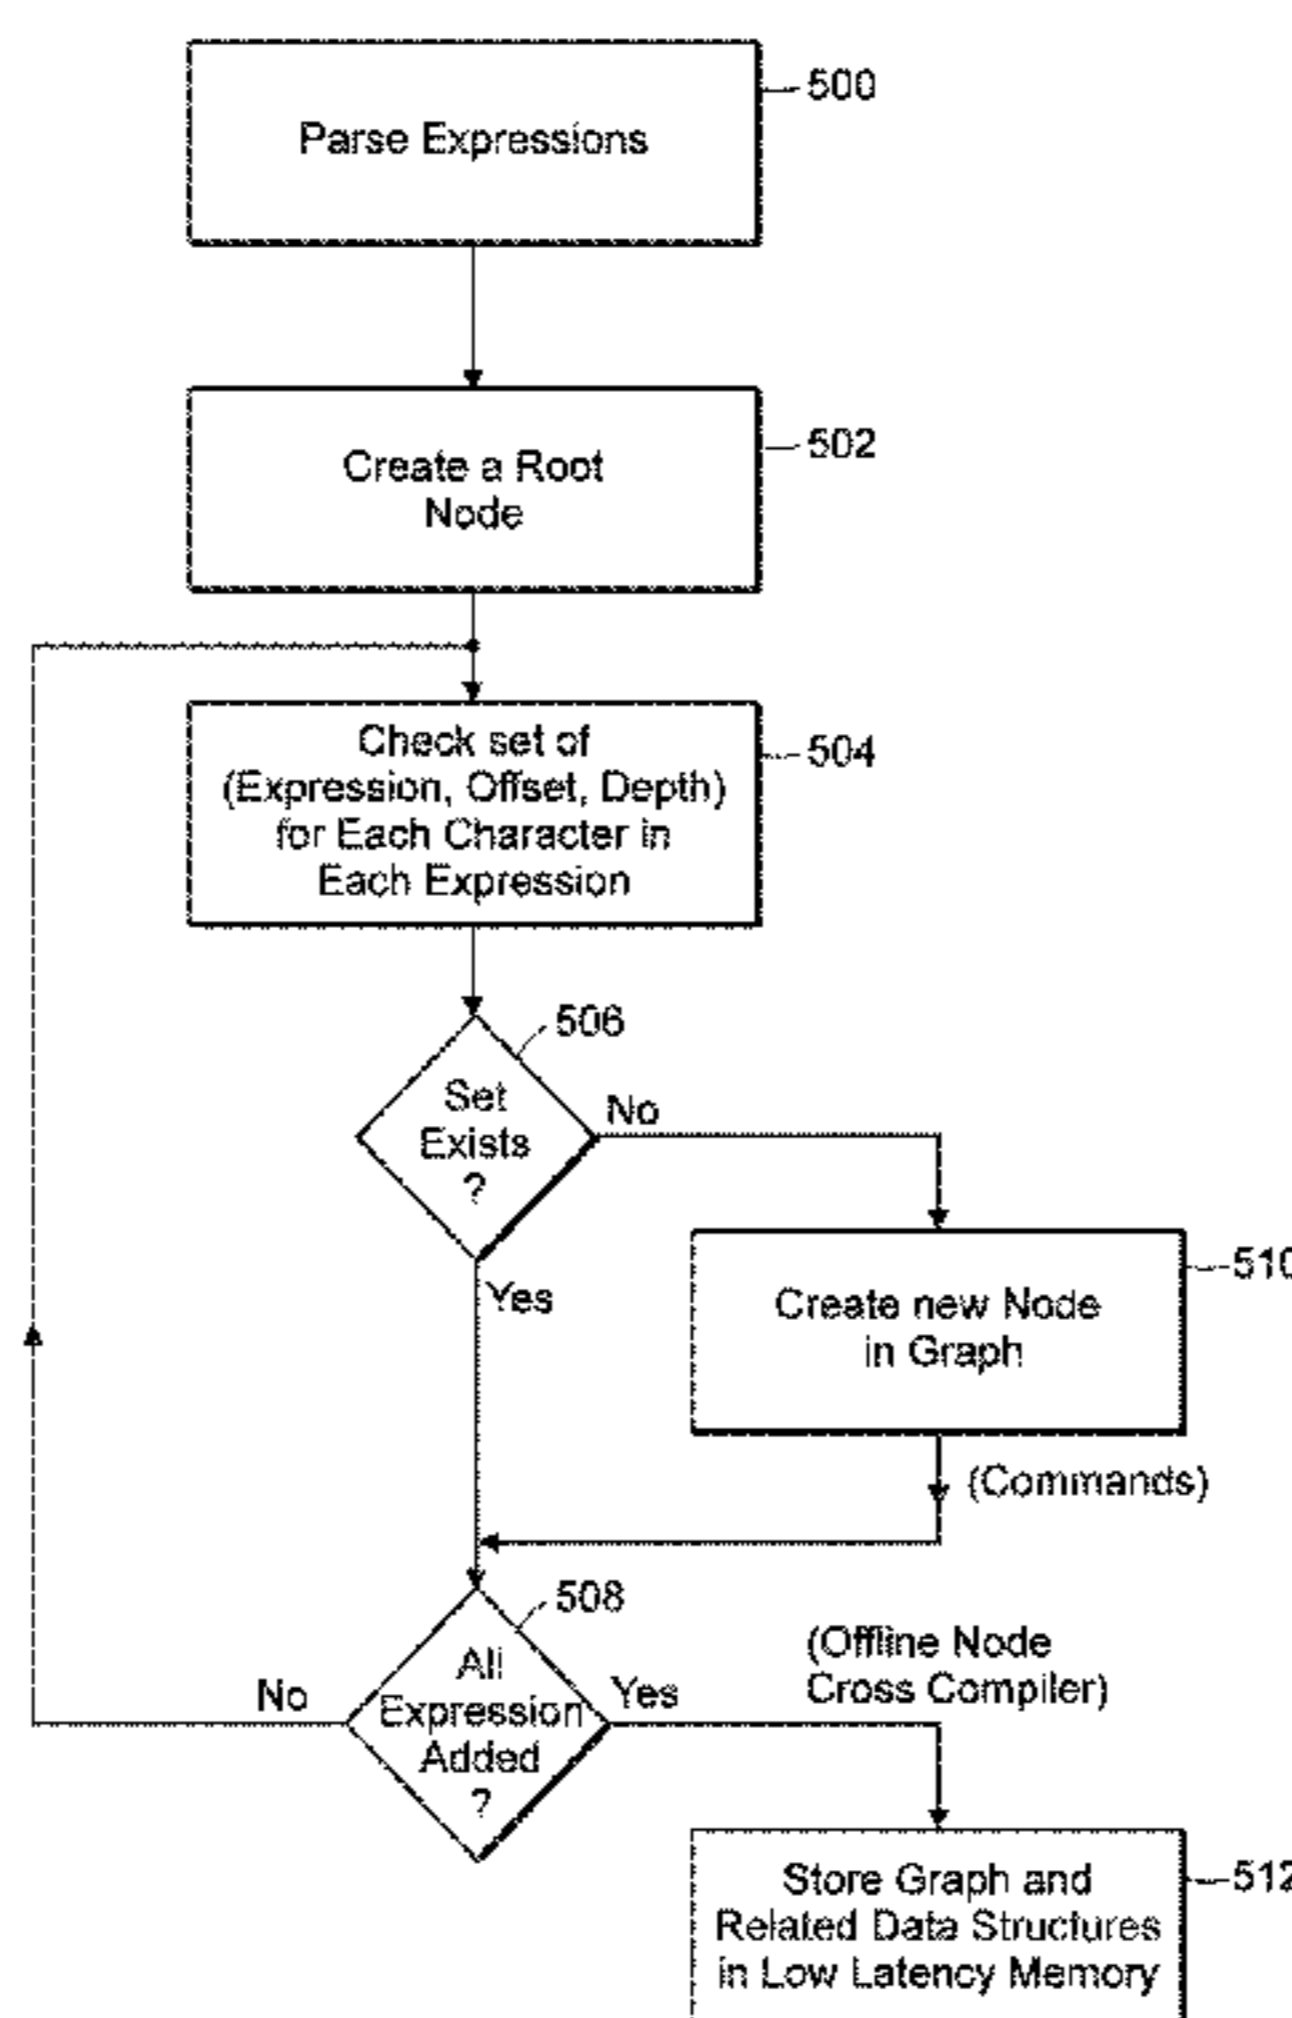 Parse Expressions
500
Create a Root
Node
502
Check set of
(Expression, Offset, Depth)
for Each Character in
Each Expression
504
506
Set
Exists
?
No
Yes
Create new Node
in Graph
510
(Commands)
508
All
Expression
Added
?
No
Yes
(Offline Node
Cross Compiler)
Store Graph and
Related Data Structures
in Low Latency Memory
512